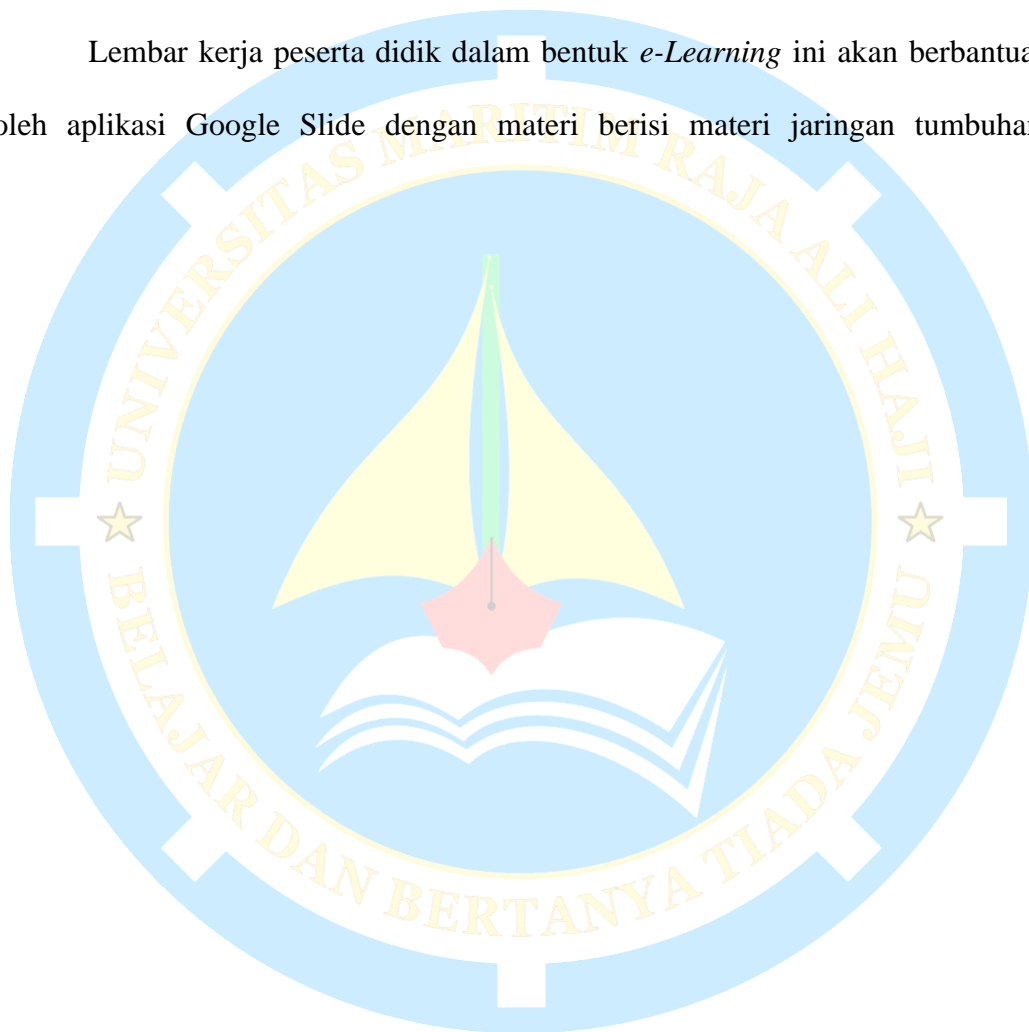 Lembar kerja peserta didik dalam bentuk e-Learning ini akan berbantua
oleh aplikasi Google Slide dengan materi berisi materi jaringan tumbuhan
UNIVERSITAS MARITIM RAJA ALI HAJI
BELAJAR DAN BERTANYA TIADA JEMU